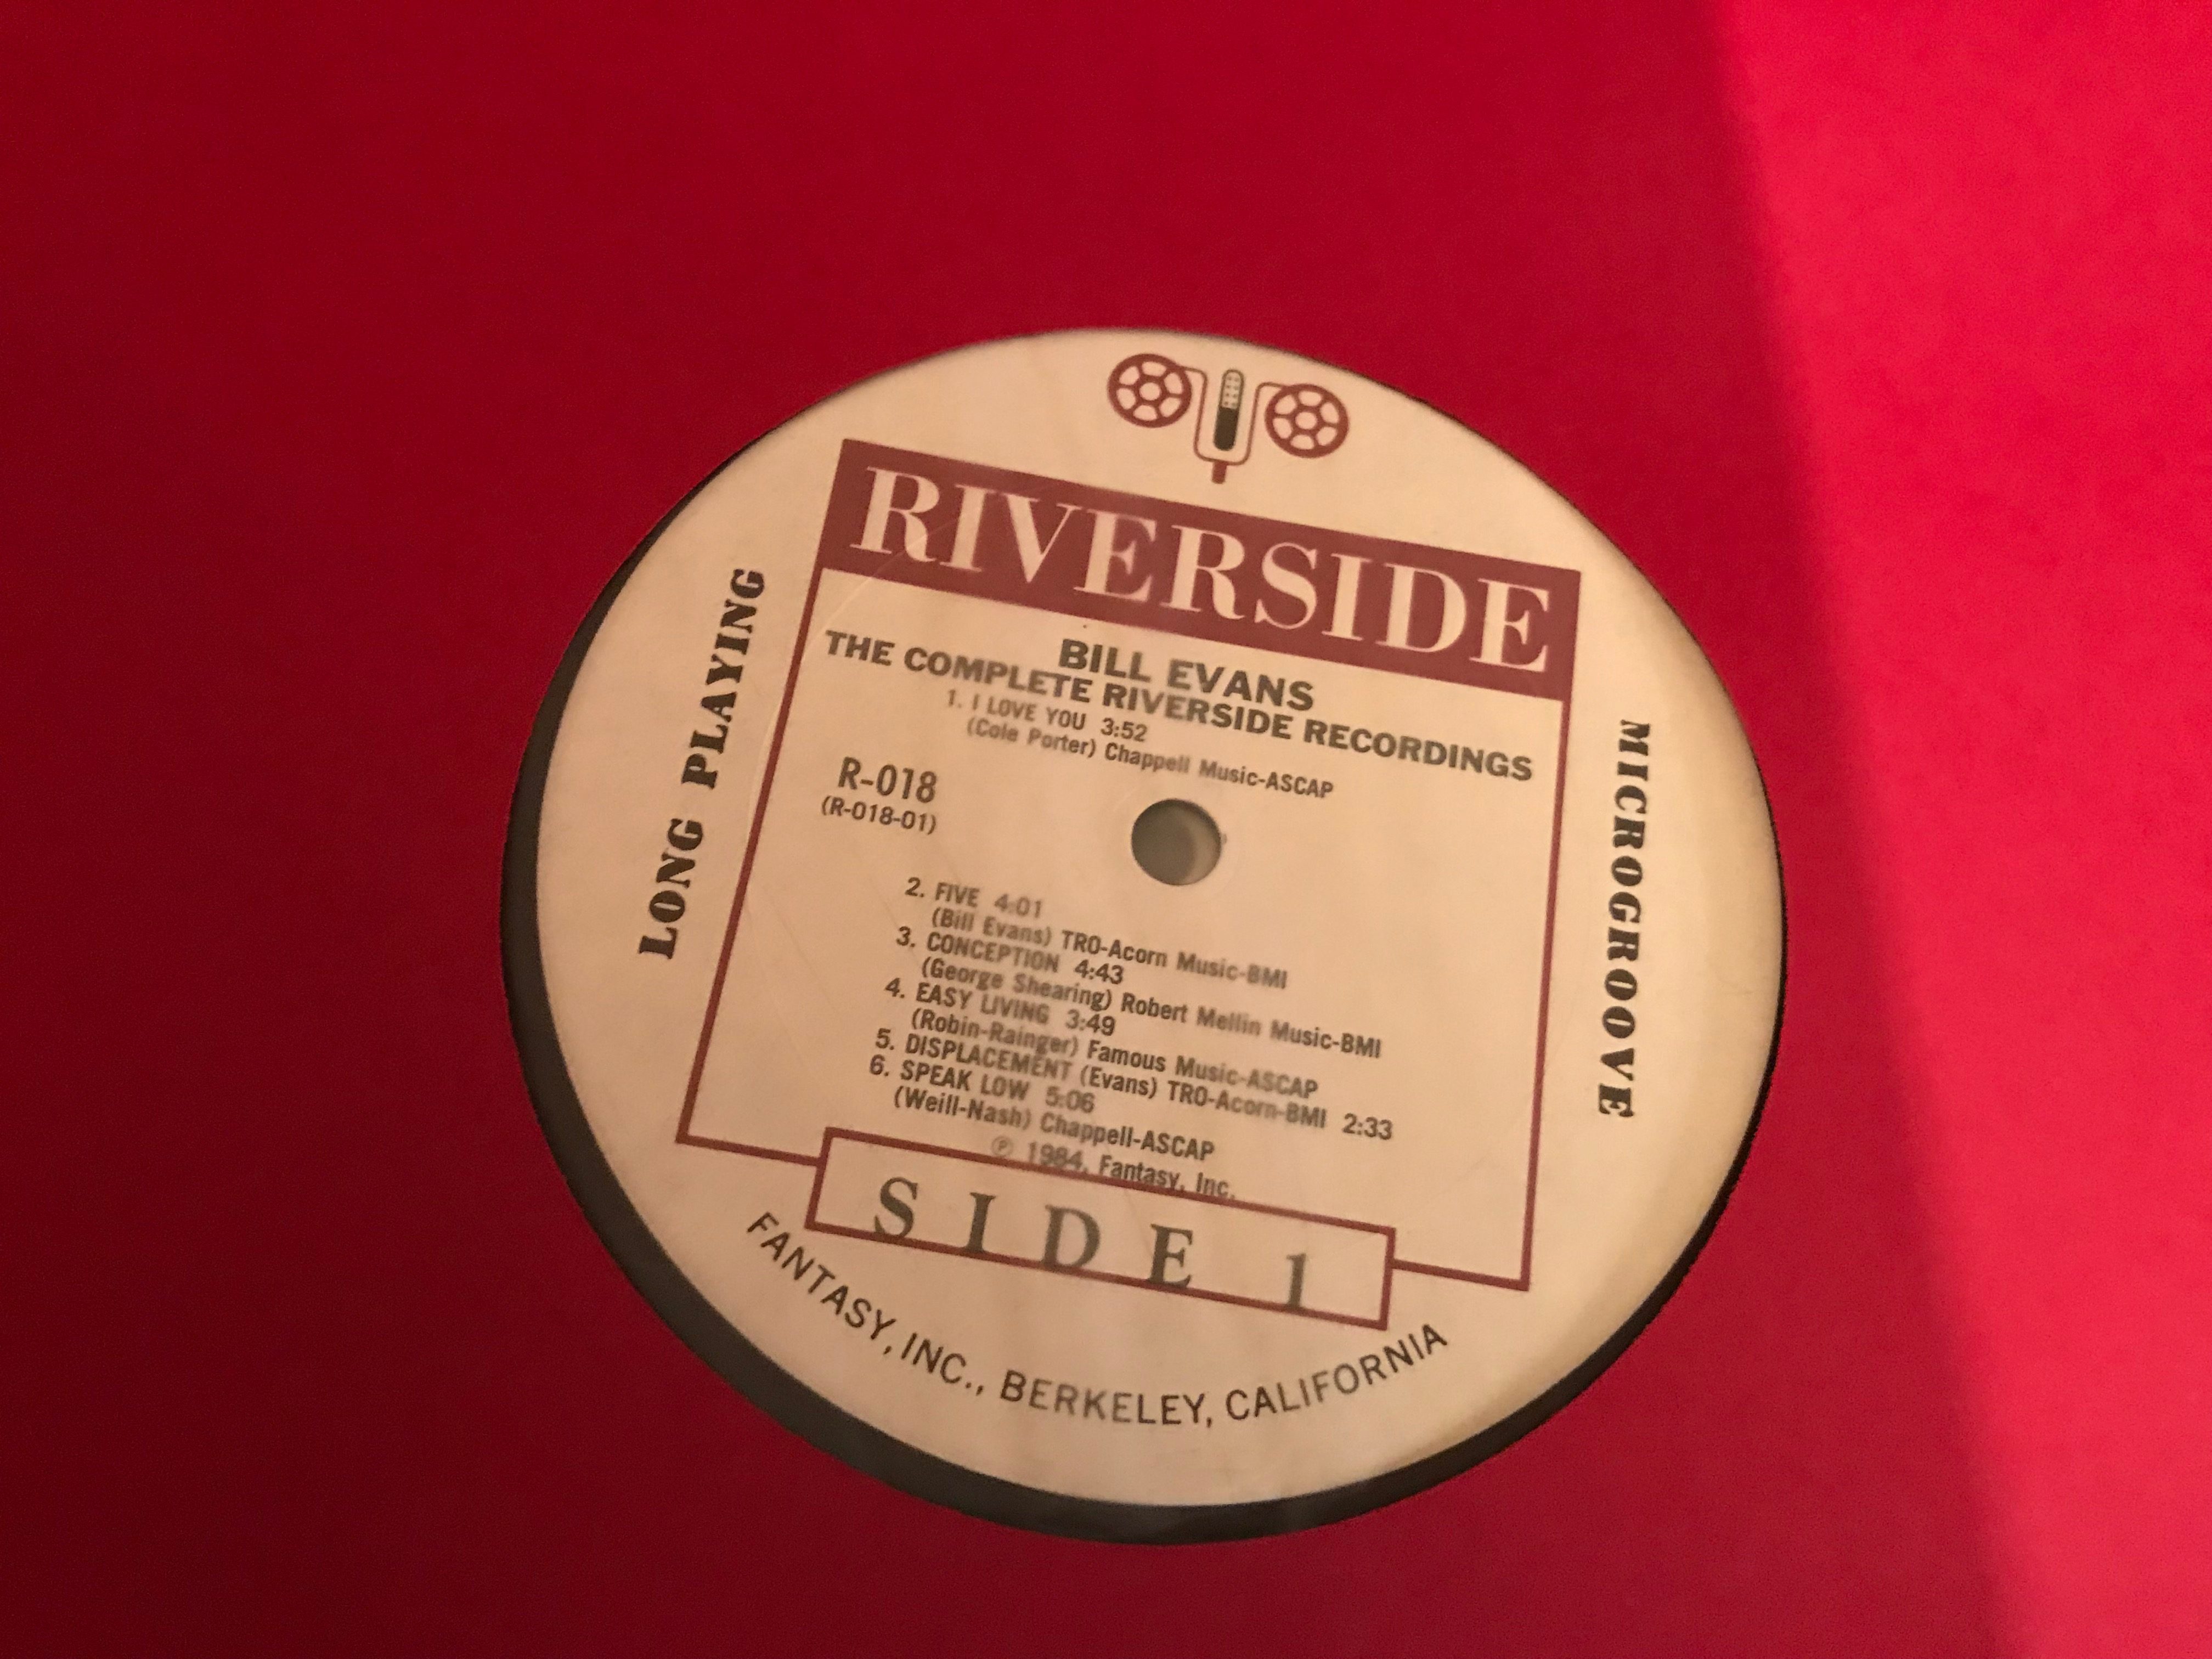 RIVERSIDE
BILL EVANS
THE COMPLETE RIVERSIDE RECORDINGS
1. I LOVE YOU 3:52
(Cole Porter) Chappell Music-ASCAP
R-018
(R-018-01)
2. FIVE 4:01
(Bill Evans) TRO-Acorn Music-BMI
3. CONCEPTION 4:43
(George Shearing) Robert Mellin Music-BMI
4. EASY LIVING 3:49
(Robin-Rainger) Famous Music-ASCAP
5. DISPLACEMENT (Evans) TRO-Acorn-BMI 2:33
6. SPEAK LOW 5:06
(Weill-Nash) Chappell-ASCAP
℗ 1984, Fantasy, Inc.
SIDE 1
LONG PLAYING
MICROGROOVE
FANTASY, INC., BERKELEY, CALIFORNIA